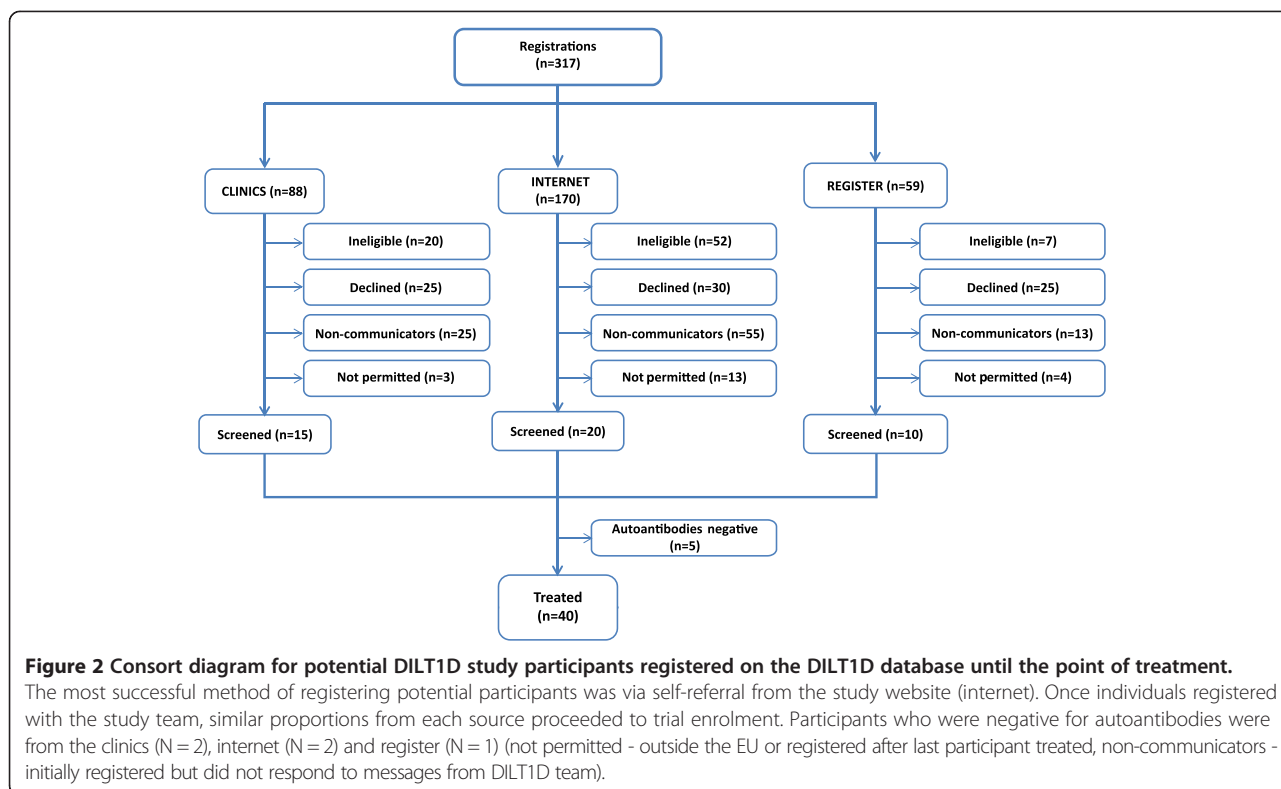 Registrations
(n=317)
CLINICS (n=88)
INTERNET
(n=170)
REGISTER (n=59)
Ineligible (n=20)
Ineligible (n=52)
Ineligible (n=7)
Declined (n=25)
Declined (n=30)
Declined (n=25)
Non-communicators (n=25)
Non-communicators (n=55)
Non-communicators (n=13)
Not permitted (n=3)
Not permitted (n=13)
Not permitted (n=4)
Screened (n=15)
Screened (n=20)
Screened (n=10)
Autoantibodies negative
(n=5)
Treated
(n=40)
Figure 2 Consort diagram for potential DILT1D study participants registered on the DILT1D database until the point of treatment.
The most successful method of registering potential participants was via self-referral from the study website (internet). Once individuals registered
with the study team, similar proportions from each source proceeded to trial enrolment. Participants who were negative for autoantibodies were
from the clinics (N = 2), internet (N = 2) and register (N = 1) (not permitted - outside the EU or registered after last participant treated, non-communicators -
initially registered but did not respond to messages from DILT1D team).